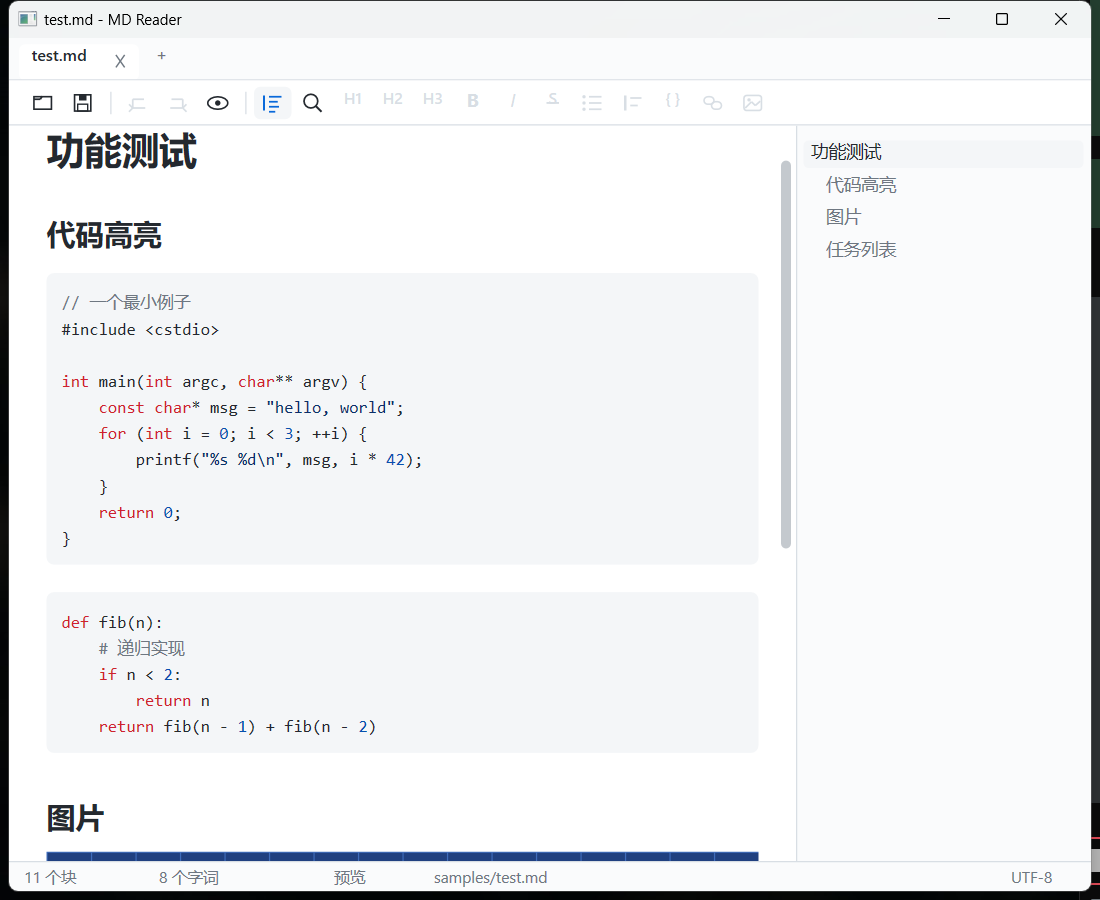 test.md - MD Reader
test.md X +
H1 H2 H3 B I S {}
功能测试
代码高亮
// 一个最小例子
#include <cstdio>
int main(int argc, char** argv) {
    const char* msg = "hello, world";
    for (int i = 0; i < 3; ++i) {
        printf("%s %d\n", msg, i * 42);
    }
    return 0;
}
def fib(n):
    # 递归实现
    if n < 2:
        return n
    return fib(n - 1) + fib(n - 2)
图片
功能测试
代码高亮
图片
任务列表
11 个块 8 个字词 预览 samples/test.md UTF-8